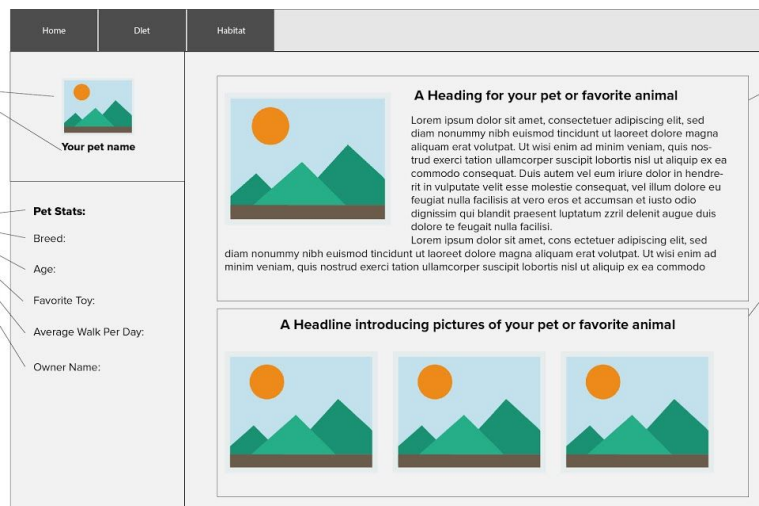 Home
DIet
Habitat
Your pet name
Pet Stats:
Breed:
Age:
Favorite Toy:
Average Walk Per Day:
Owner Name:
A Heading for your pet or favorite animal
Lorem ipsum dolor sit amet, consectetuer adipiscing elit, sed
diam nonummy nibh euismod tincidunt ut laoreet dolore magna
aliquam erat volutpat. Ut wisi enim ad minim veniam, quis nos-
trud exerci tation ullamcorper suscipit lobortis nisl ut aliquip ex ea
commodo consequat. Duis autem vel eum iriure dolor in hendre-
rit in vulputate velit esse molestie consequat, vel illum dolore eu
feugiat nulla facilisis at vero eros et accumsan et iusto odio
dignissim qui blandit praesent luptatum zzril delenit augue duis
dolore te feugait nulla facilisi.
Lorem ipsum dolor sit amet, cons ectetuer adipiscing elit, sed
diam nonummy nibh euismod tincidunt ut laoreet dolore magna aliquam erat volutpat. Ut wisi enim ad
minim veniam, quis nostrud exerci tation ullamcorper suscipit lobortis nisl ut aliquip ex ea commodo
A Headline introducing pictures of your pet or favorite animal